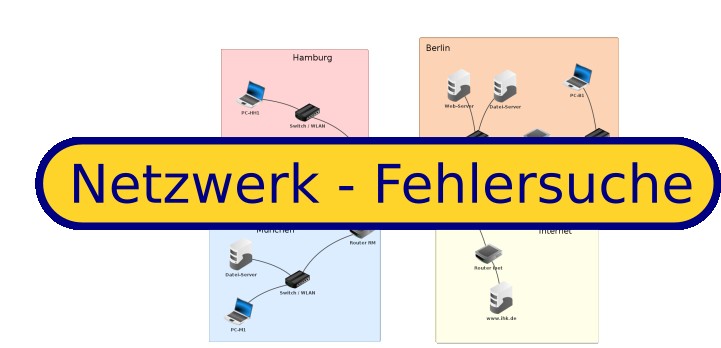 Hamburg
Berlin
Web-Server
Datei-Server
PC-HH1
PC-B1
Switch / WLAN
Netzwerk - Fehlersuche
München
Internet
Router RM
Datei-Server
Router inet
Switch / WLAN
www.ihk.de
PC-M1